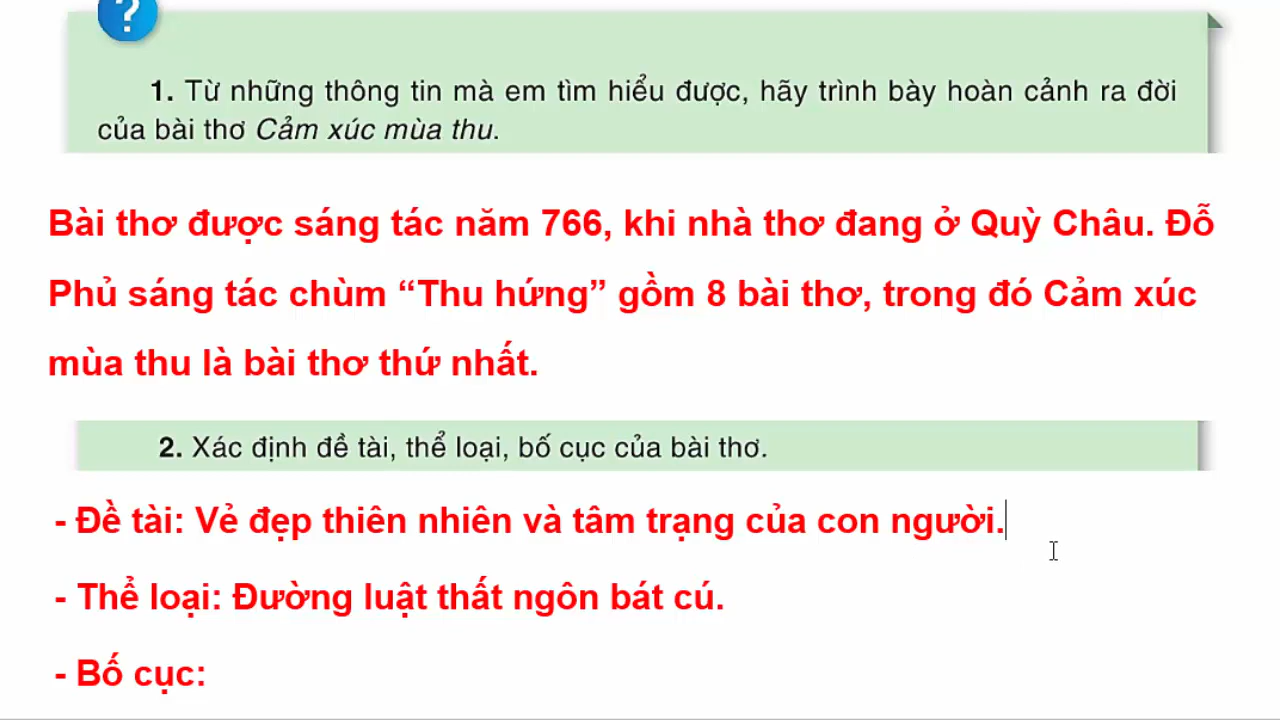 ?
1. Từ những thông tin mà em tìm hiểu được, hãy trình bày hoàn cảnh ra đời
của bài thơ Cảm xúc mùa thu.
Bài thơ được sáng tác năm 766, khi nhà thơ đang ở Quỳ Châu. Đỗ
Phủ sáng tác chùm “Thu hứng” gồm 8 bài thơ, trong đó Cảm xúc
mùa thu là bài thơ thứ nhất.
2. Xác định đề tài, thể loại, bố cục của bài thơ.
- Đề tài: Vẻ đẹp thiên nhiên và tâm trạng của con người.
- Thể loại: Đường luật thất ngôn bát cú.
- Bố cục: